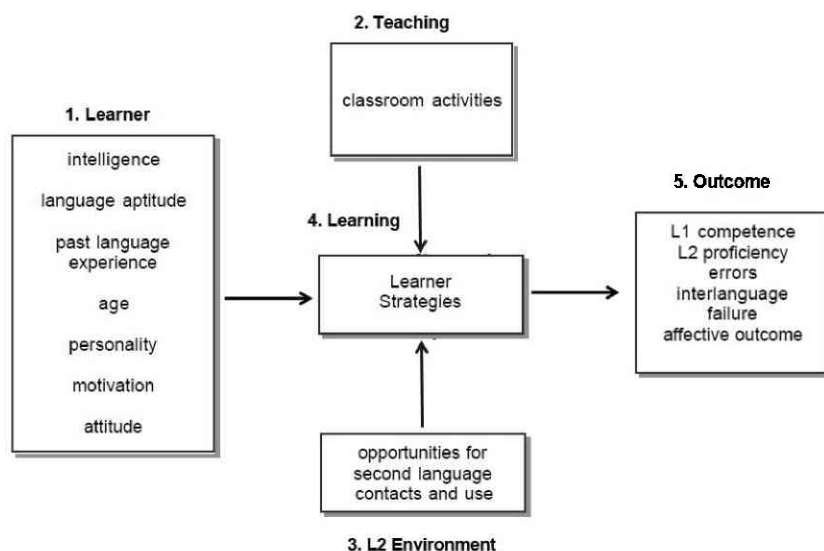 2. Teaching
classroom activities
1. Learner
intelligence
language aptitude
past language
experience
age
personality
motivation
attitude
4. Learning
Learner
Strategies
5. Outcome
L1 competence
L2 proficiency
errors
interlanguage
failure
affective outcome
opportunities for
second language
contacts and use
3. L2 Environment